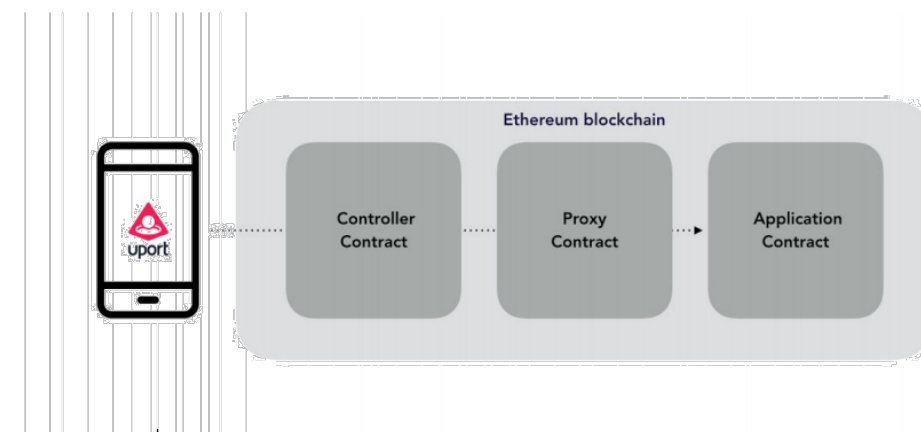 Ethereum blockchain
uport
Controller
Contract
Proxy
Contract
Application
Contract